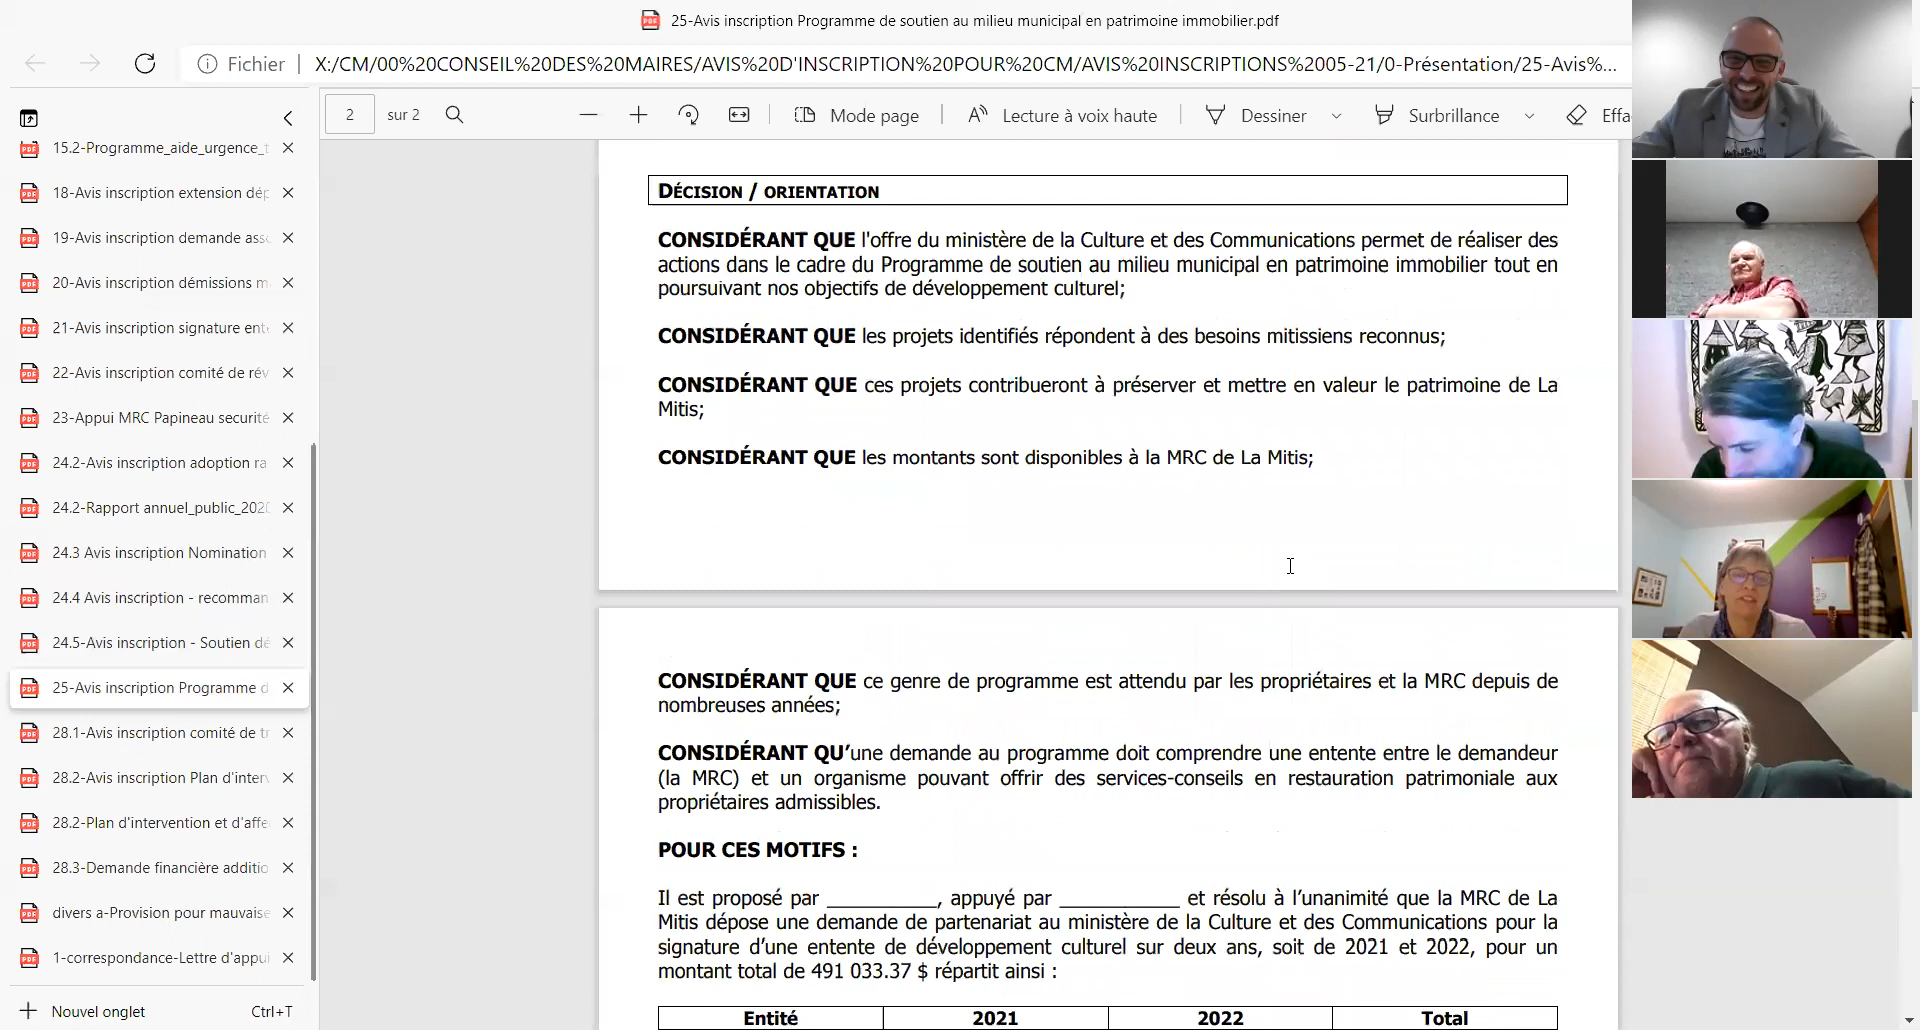 25-Avis inscription Programme de soutien au milieu municipal en patrimoine immobilier.pdf
Fichier
X:/CM/00%20CONSEIL%20DES%20MAIRES/AVIS%20D'INSCRIPTION%20POUR%20CM/AVIS%20INSCRIPTIONS%2005-21/0-Présentation/25-Avis%...
2 sur 2
Mode page
Lecture à voix haute
Dessiner
Surbrillance
Effa
15.2-Programme_aide_urgence_t
18-Avis inscription extension dép
19-Avis inscription demande asso
20-Avis inscription démissions m
21-Avis inscription signature ent
22-Avis inscription comité de rév
23-Appui MRC Papineau securité
24.2-Avis inscription adoption ra
24.2-Rapport annuel_public_2020
24.3 Avis inscription Nomination
24.4 Avis inscription - recomman
24.5-Avis inscription - Soutien dé
25-Avis inscription Programme d
28.1-Avis inscription comité de tr
28.2-Avis inscription Plan d'interv
28.2-Plan d'intervention et d'affe
28.3-Demande financière additio
divers a-Provision pour mauvaise
1-correspondance-Lettre d'appui
Nouvel onglet Ctrl+T
DÉCISION / ORIENTATION
CONSIDÉRANT QUE l'offre du ministère de la Culture et des Communications permet de réaliser des
actions dans le cadre du Programme de soutien au milieu municipal en patrimoine immobilier tout en
poursuivant nos objectifs de développement culturel;
CONSIDÉRANT QUE les projets identifiés répondent à des besoins mitissiens reconnus;
CONSIDÉRANT QUE ces projets contribueront à préserver et mettre en valeur le patrimoine de La
Mitis;
CONSIDÉRANT QUE les montants sont disponibles à la MRC de La Mitis;
CONSIDÉRANT QUE ce genre de programme est attendu par les propriétaires et la MRC depuis de
nombreuses années;
CONSIDÉRANT QU’une demande au programme doit comprendre une entente entre le demandeur
(la MRC) et un organisme pouvant offrir des services-conseils en restauration patrimoniale aux
propriétaires admissibles.
POUR CES MOTIFS :
Il est proposé par __________, appuyé par ___________ et résolu à l’unanimité que la MRC de La
Mitis dépose une demande de partenariat au ministère de la Culture et des Communications pour la
signature d’une entente de développement culturel sur deux ans, soit de 2021 et 2022, pour un
montant total de 491 033.37 $ répartit ainsi :
Entité 2021 2022 Total